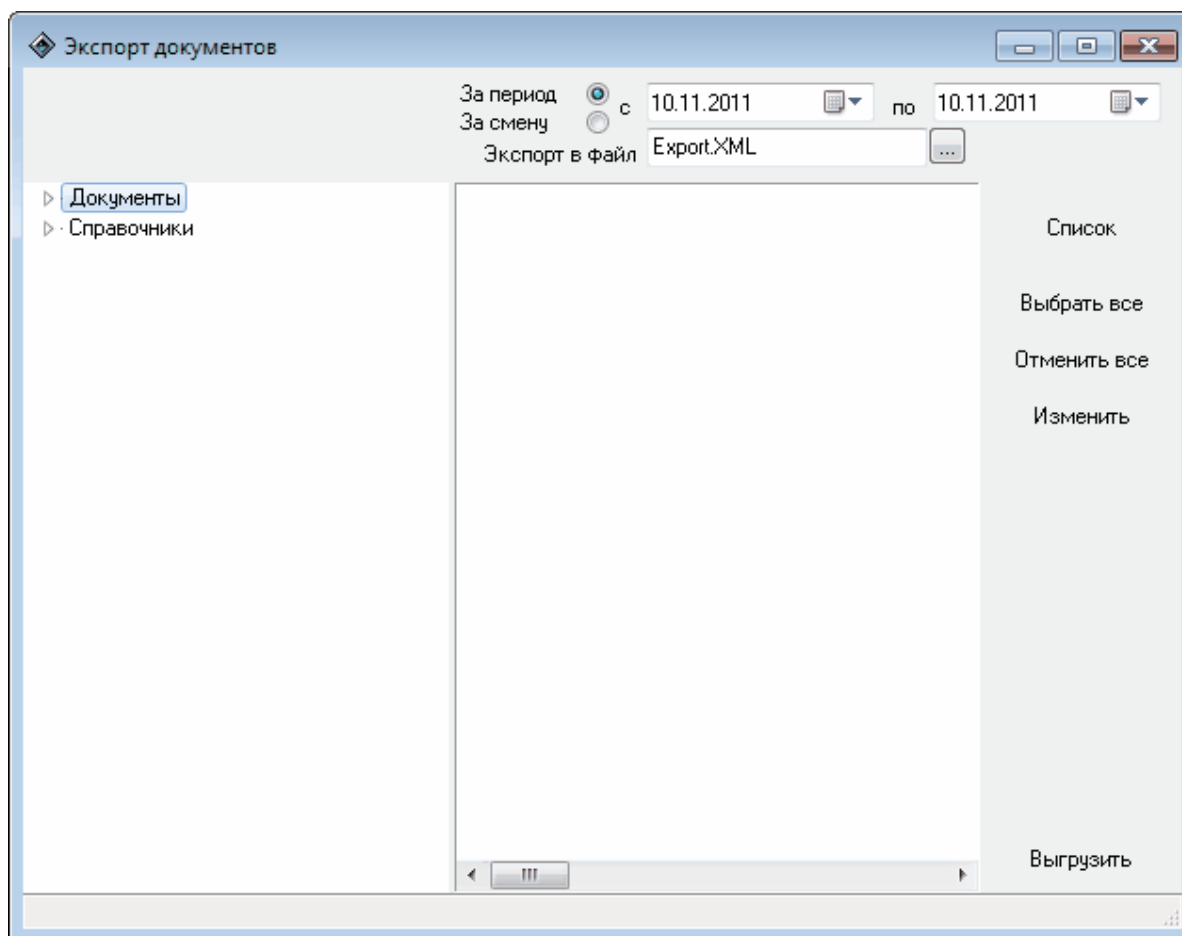 Экспорт документов
За период с 10.11.2011 по 10.11.2011
За смену
Экспорт в файл Export.XML ...
Документы
Справочники
Список
Выбрать все
Отменить все
Изменить
Выгрузить